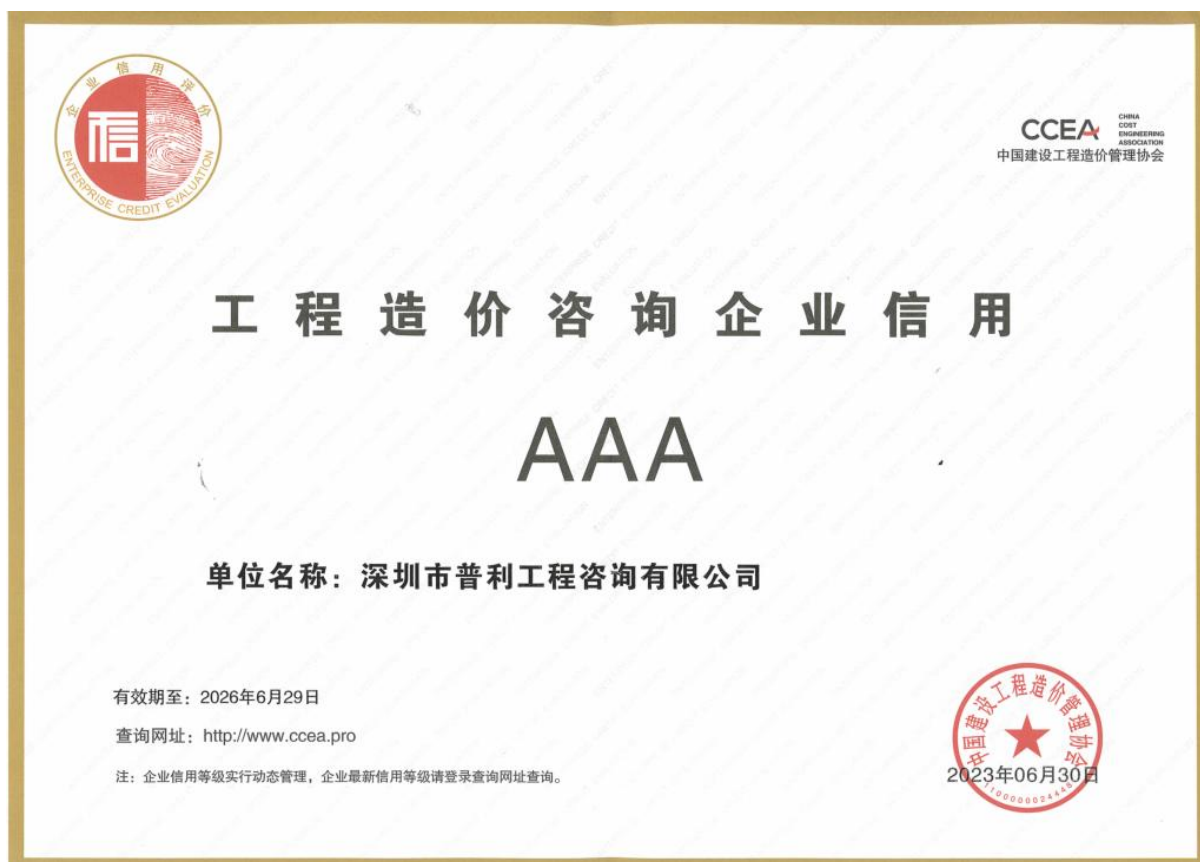 企业信用评价
ENTERPRISE CREDIT EVALUATION
CCEA
CHINA
COST
ENGINEERING
ASSOCIATION
中国建设工程造价管理协会
工程造价咨询企业信用
AAA
单位名称：深圳市普利工程咨询有限公司
有效期至：2026年6月29日
查询网址：http://www.ccea.pro
注：企业信用等级实行动态管理，企业最新信用等级请登录查询网址查询。
中国建设工程造价管理协会
2023年06月30日